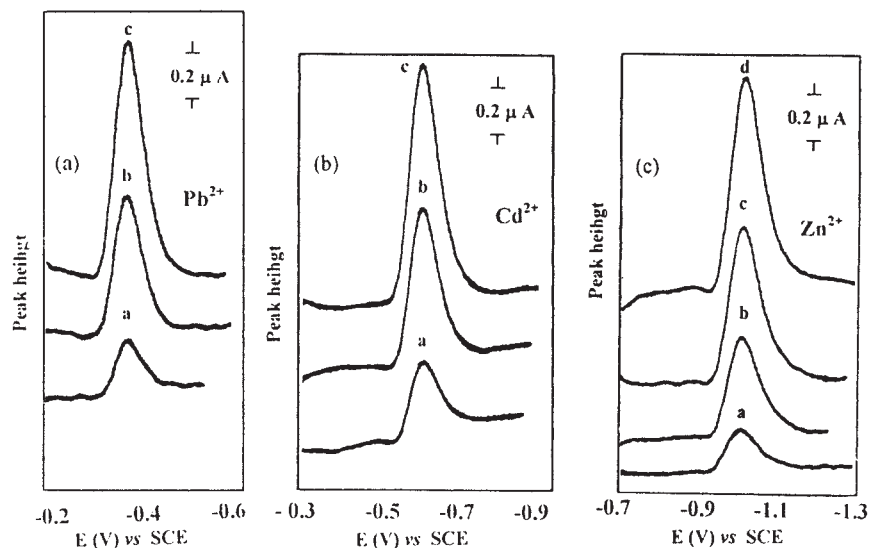 c
⊥
0.2 μ A
⊤
(a)
b
Pb²⁺
Peak heihgt
a
-0.2 -0.4 -0.6
E (V) vs SCE
c
⊥
0.2 μ A
⊤
(b)
b
Cd²⁺
Peak heihgt
a
- 0.3 -0.5 -0.7 -0.9
E (V) vs SCE
d
⊥
0.2 μ A
⊤
(c)
c
Zn²⁺
Peak heihgt
b
a
-0.7 -0.9 -1.1 -1.3
E (V) vs SCE